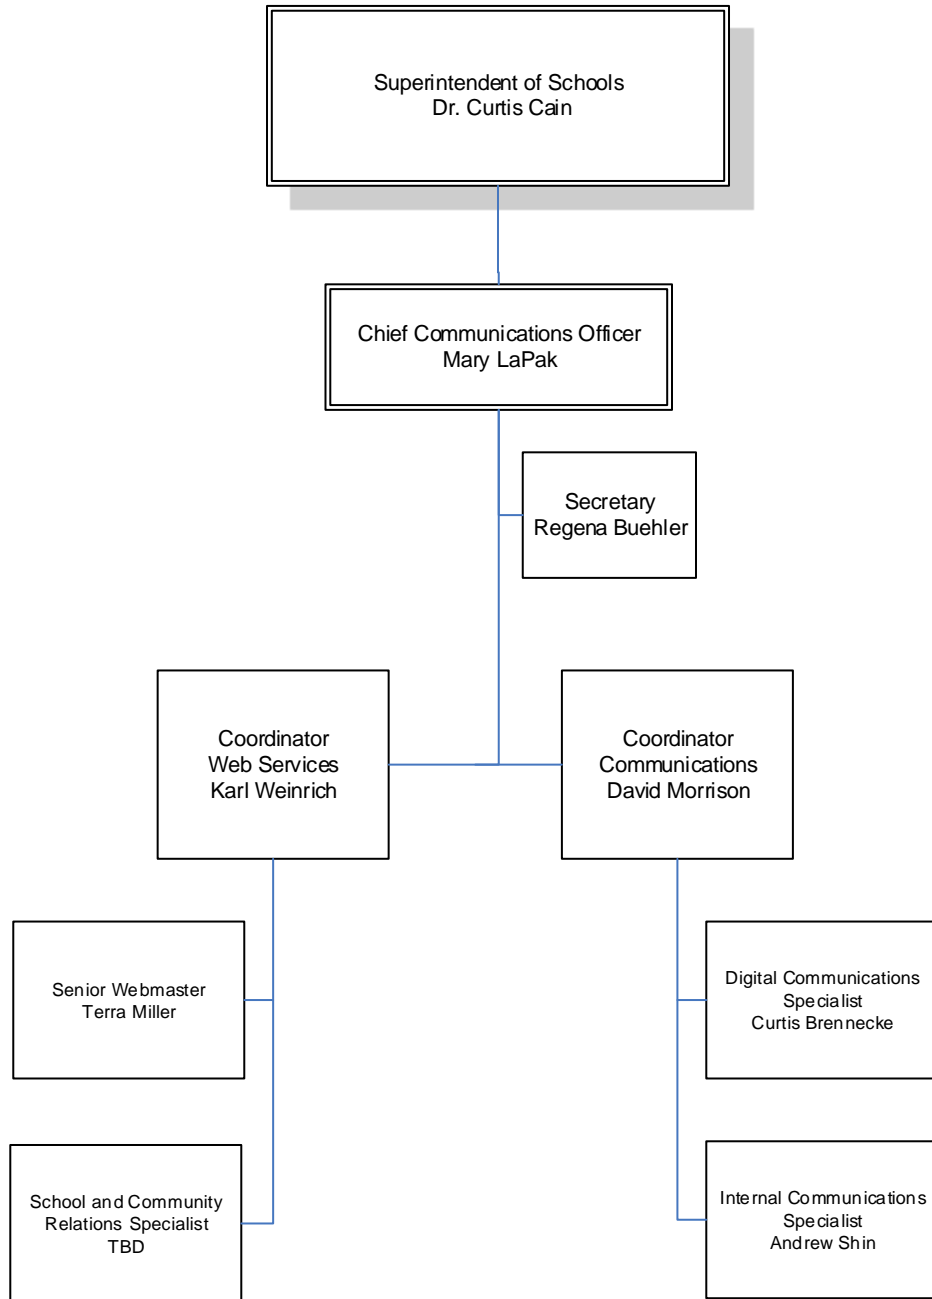 Superintendent of Schools
Dr. Curtis Cain
Chief Communications Officer
Mary LaPak
Secretary
Regena Buehler
Coordinator
Web Services
Karl Weinrich
Coordinator
Communications
David Morrison
Senior Webmaster
Terra Miller
Digital Communications
Specialist
Curtis Brennecke
School and Community
Relations Specialist
TBD
Internal Communications
Specialist
Andrew Shin